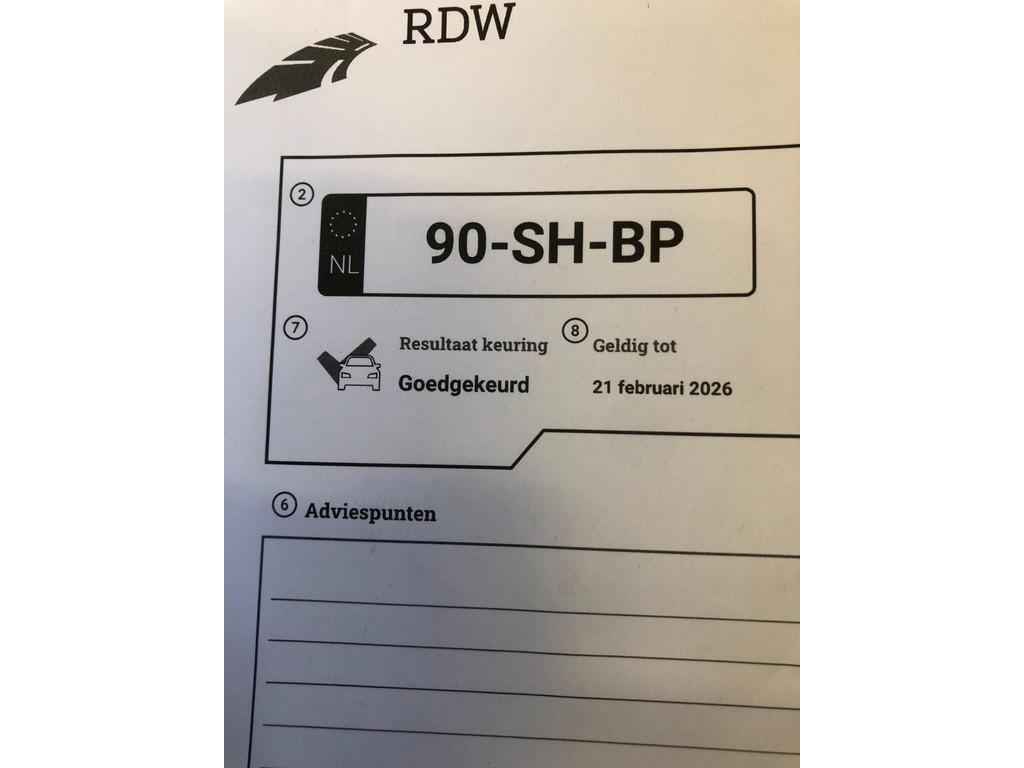 RDW
2
NL
90-SH-BP
7
Resultaat keuring
Goedgekeurd
8
Geldig tot
21 februari 2026
6
Adviespunten